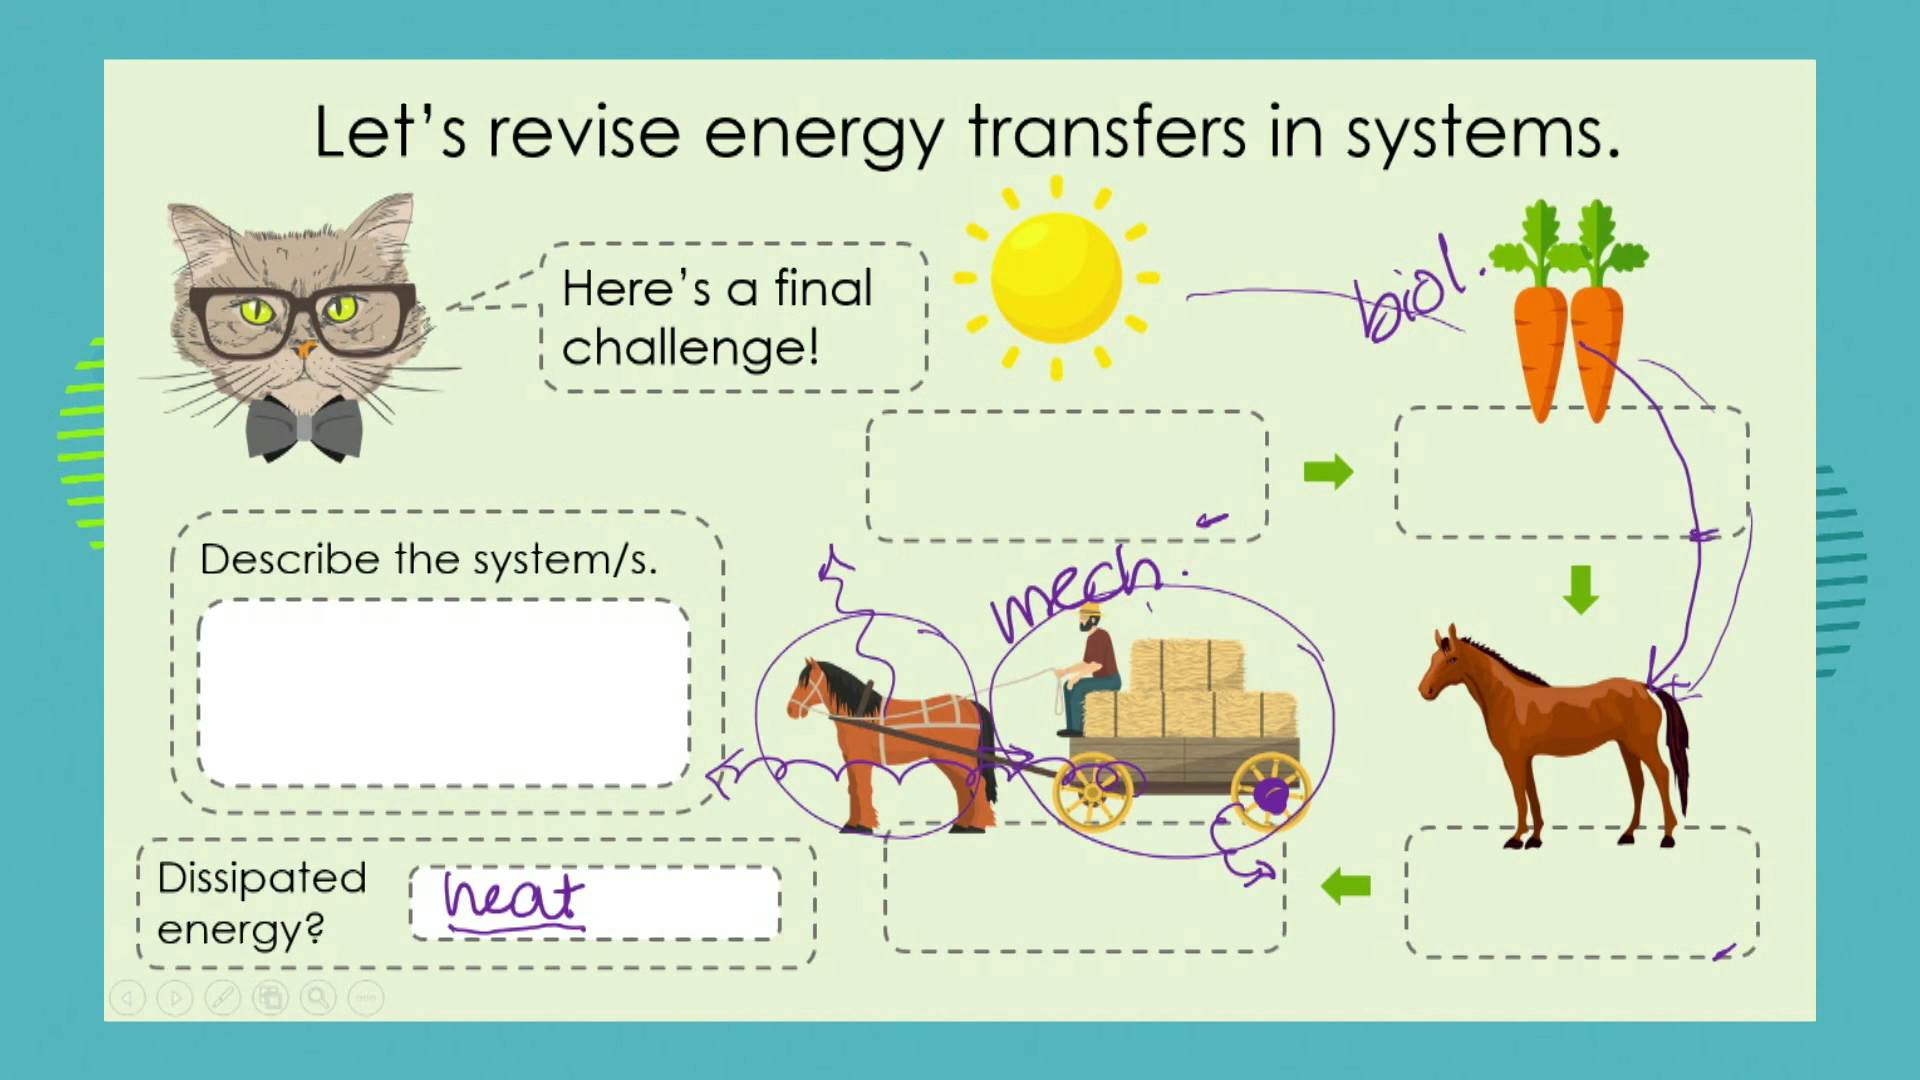 Let's revise energy transfers in systems.
Here's a final
challenge!
biol.
Describe the system/s.
mech.
Dissipated
energy?
heat